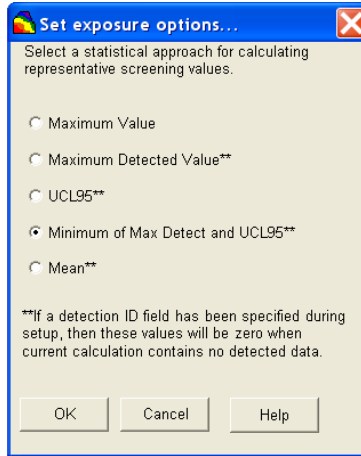 Set exposure options...
Select a statistical approach for calculating
representative screening values.
Maximum Value
Maximum Detected Value**
UCL95**
Minimum of Max Detect and UCL95**
Mean**
**If a detection ID field has been specified during
setup, then these values will be zero when
current calculation contains no detected data.
OK Cancel Help